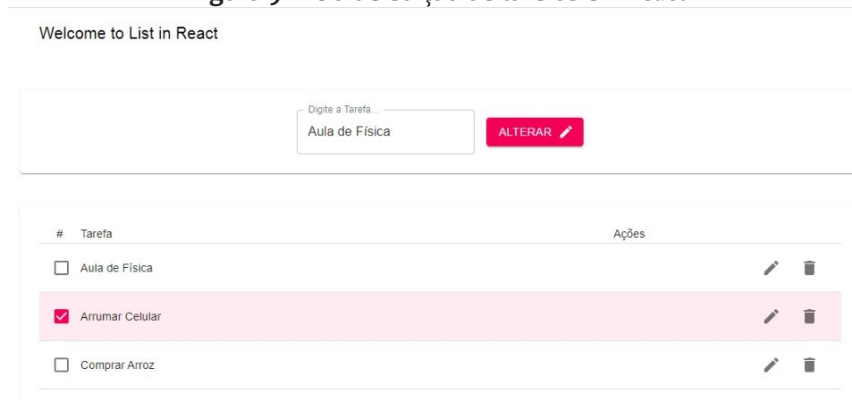 Welcome to List in React
Digite a Tarefa...
Aula de Física
ALTERAR
# Tarefa Ações
Aula de Física
Arrumar Celular
Comprar Arroz